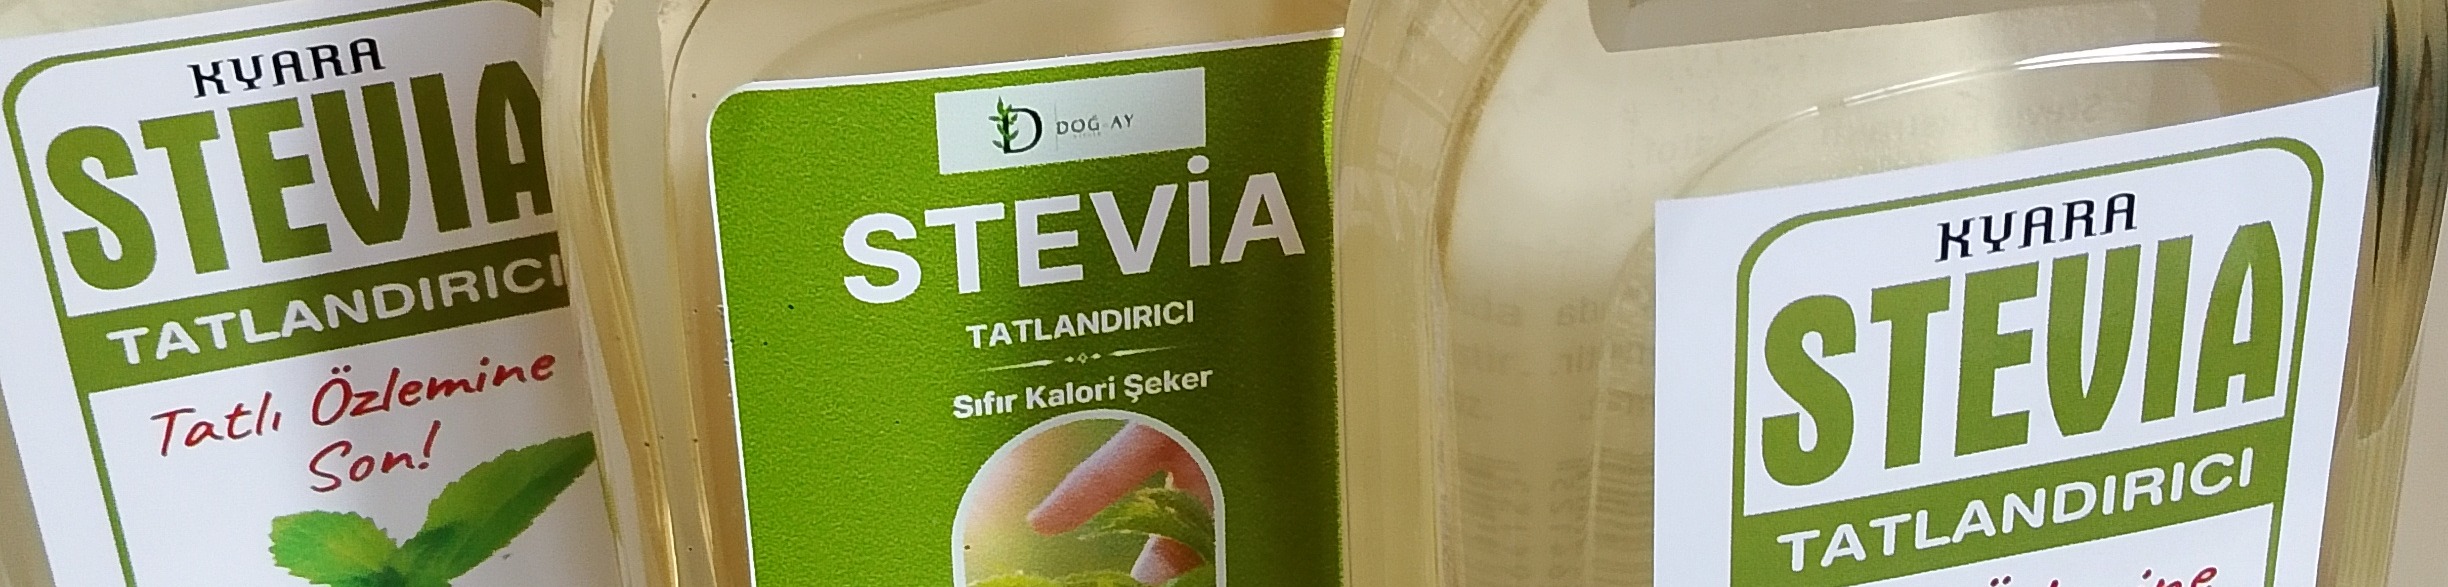 KYARA
STEVIA
TATLANDIRICI
Tatlı Özlemine
Son!
DOĞ AY
STEVİA
TATLANDIRICI
Sıfır Kalori Şeker
KYARA
STEVIA
TATLANDIRICI